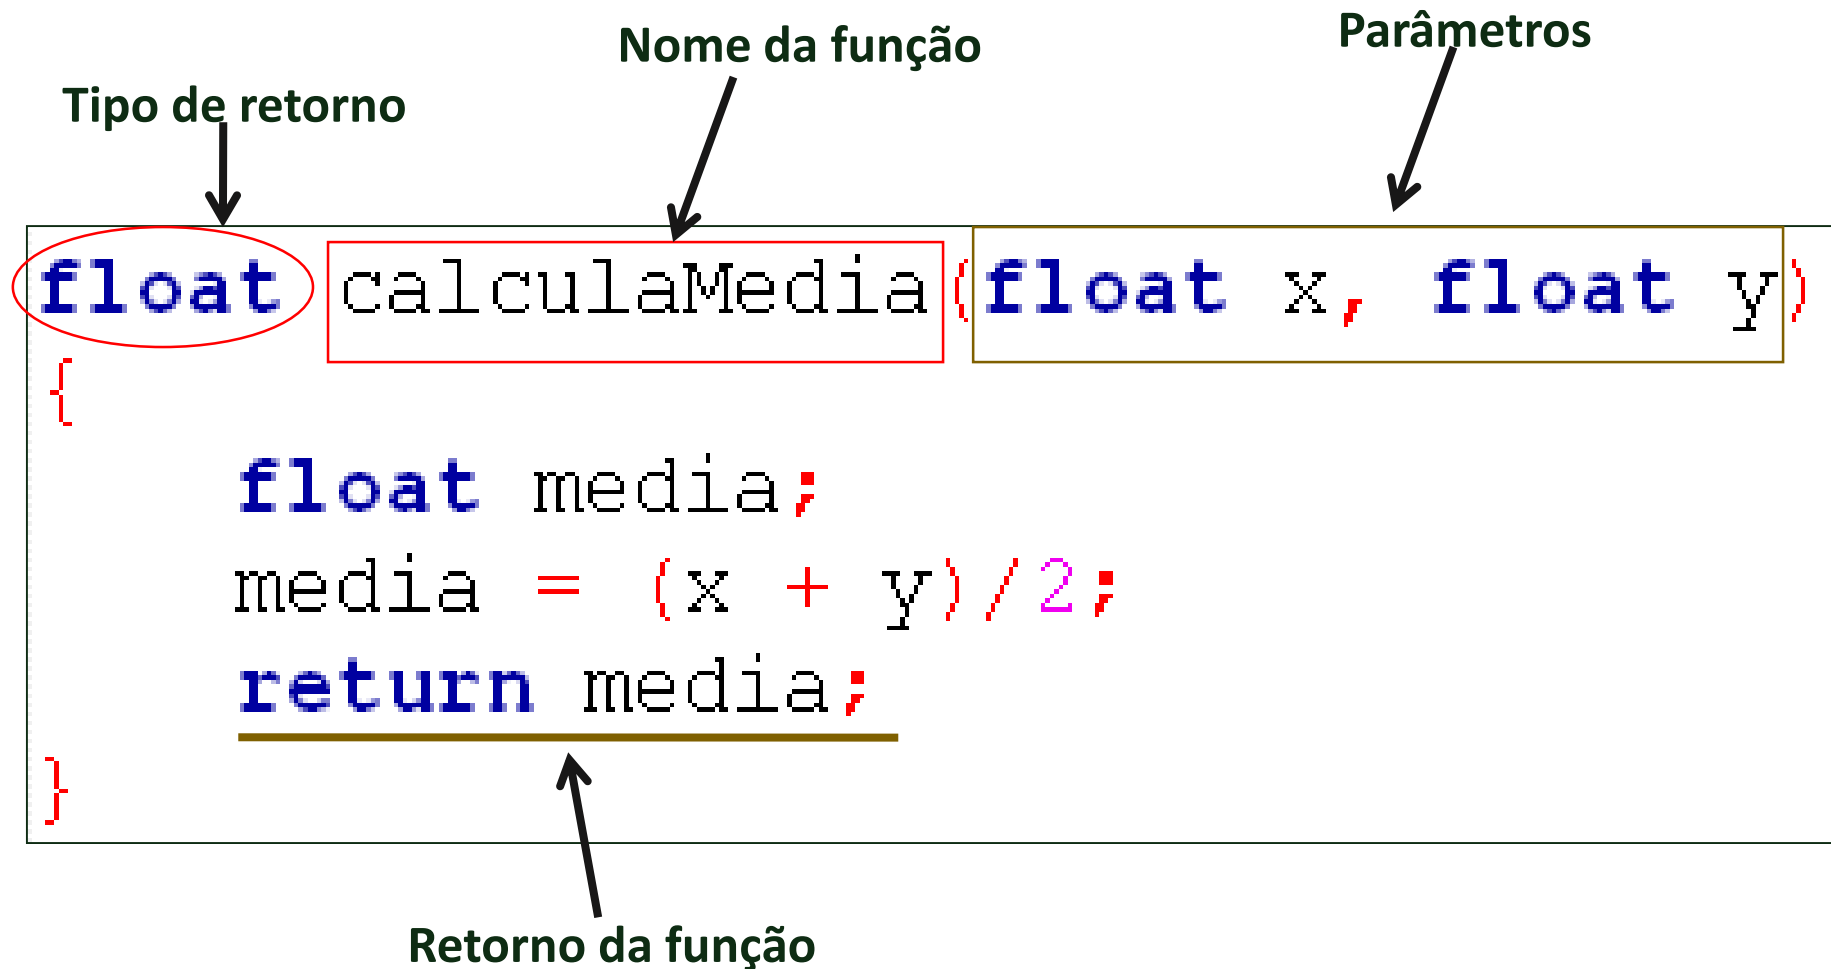 Parâmetros
Nome da função
Tipo de retorno
float calculaMedia(float x, float y)
{
float media;
media = (x + y)/2;
return media;
}
Retorno da função